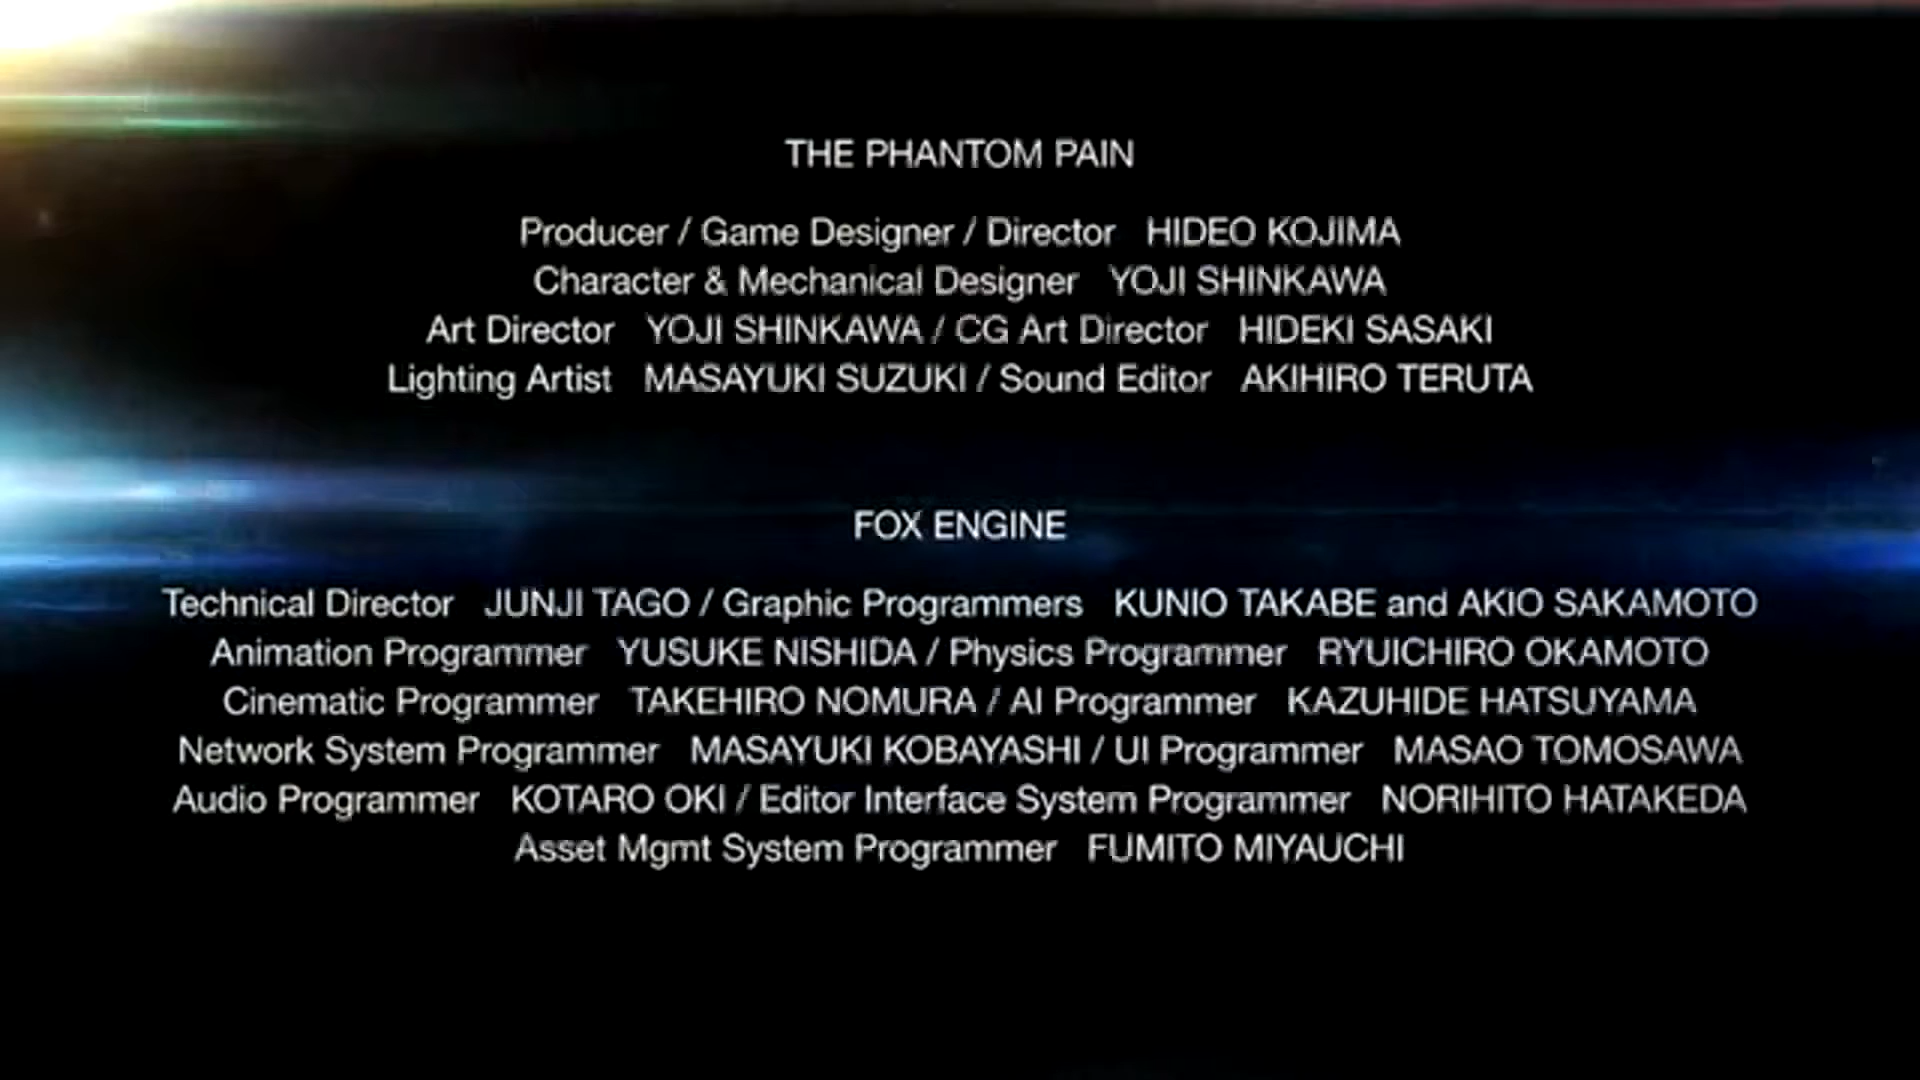 THE PHANTOM PAIN
Producer / Game Designer / Director HIDEO KOJIMA
Character & Mechanical Designer YOJI SHINKAWA
Art Director YOJI SHINKAWA / CG Art Director HIDEKI SASAKI
Lighting Artist MASAYUKI SUZUKI / Sound Editor AKIHIRO TERUTA
FOX ENGINE
Technical Director JUNJI TAGO / Graphic Programmers KUNIO TAKABE and AKIO SAKAMOTO
Animation Programmer YUSUKE NISHIDA / Physics Programmer RYUICHIRO OKAMOTO
Cinematic Programmer TAKEHIRO NOMURA / AI Programmer KAZUHIDE HATSUYAMA
Network System Programmer MASAYUKI KOBAYASHI / UI Programmer MASAO TOMOSAWA
Audio Programmer KOTARO OKI / Editor Interface System Programmer NORIHITO HATAKEDA
Asset Mgmt System Programmer FUMITO MIYAUCHI